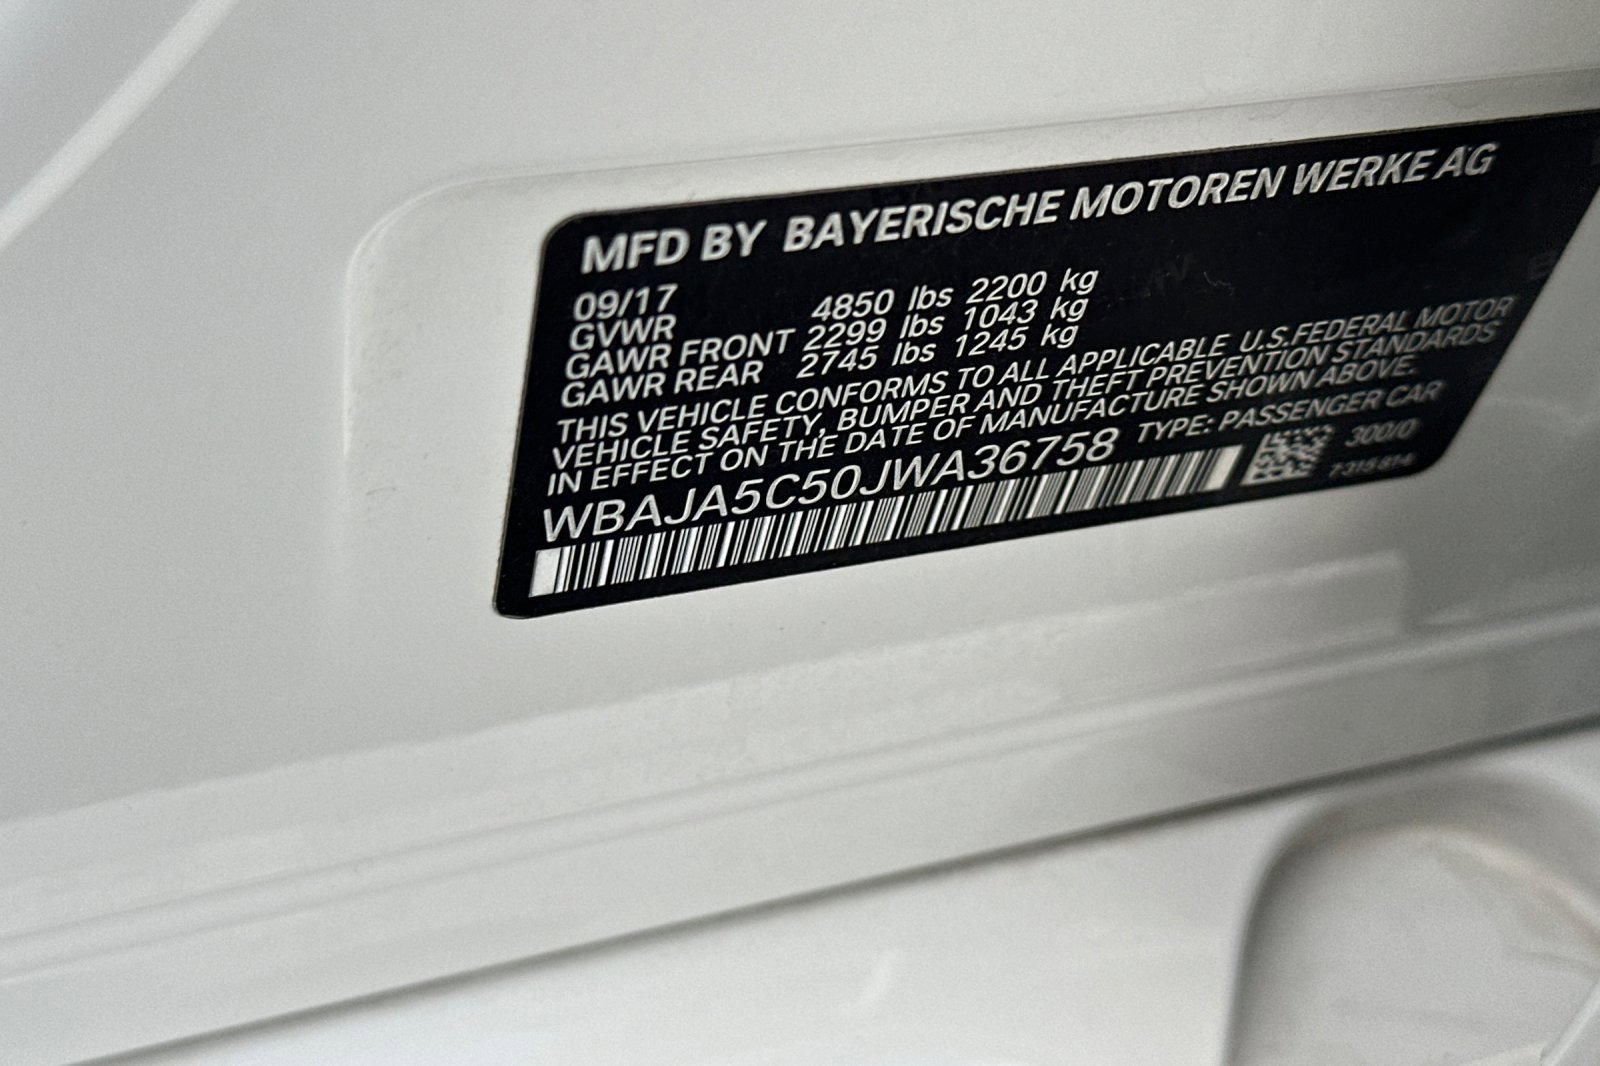 MFD BY BAYERISCHE MOTOREN WERKE AG
09/17
GVWR 4850 lbs 2200 kg
GAWR FRONT 2299 lbs 1043 kg
GAWR REAR 2745 lbs 1245 kg
THIS VEHICLE CONFORMS TO ALL APPLICABLE U.S.FEDERAL MOTOR
VEHICLE SAFETY, BUMPER AND THEFT PREVENTION STANDARDS
IN EFFECT ON THE DATE OF MANUFACTURE SHOWN ABOVE.
WBAJA5C50JWA36758 TYPE: PASSENGER CAR
300/0